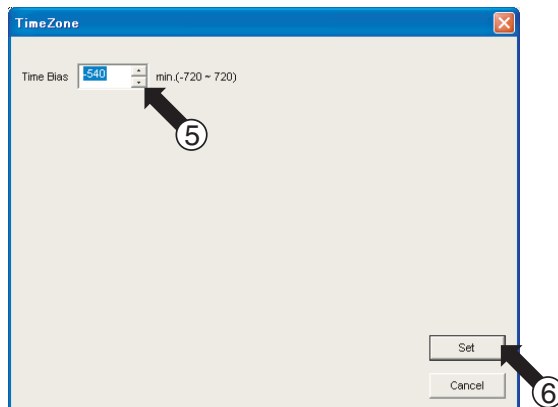 TimeZone
Time Bias -540 min.(-720 ~ 720)
⑤
Set
Cancel
⑥